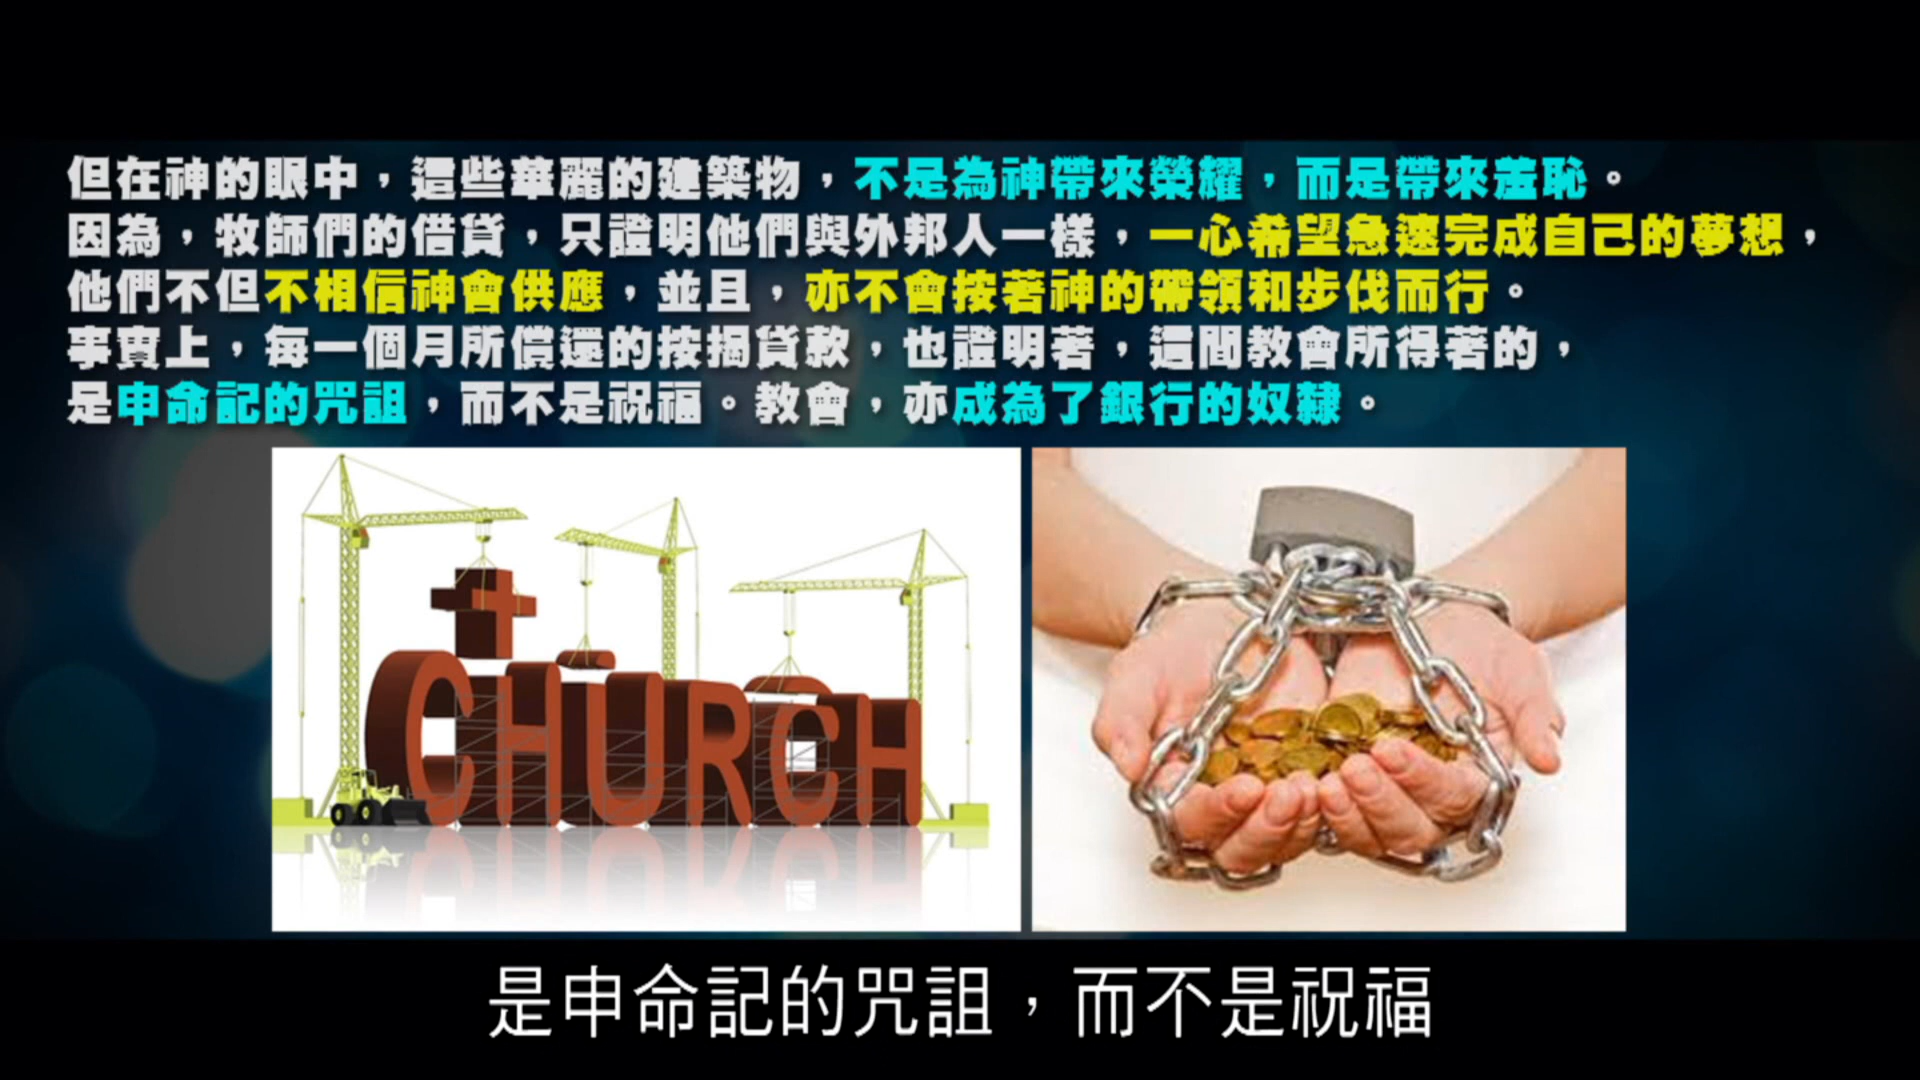 但在神的眼中，這些華麗的建築物，不是為神帶來榮耀，而是帶來羞恥。
因為，牧師們的借貸，只證明他們與外邦人一樣，一心希望急速完成自己的夢想，
他們不但不相信神會供應，並且，亦不會按著神的帶領和步伐而行。
事實上，每一個月所償還的按揭貸款，也證明著，這間教會所得著的，
是申命記的咒詛，而不是祝福。教會，亦成為了銀行的奴隸。
CHURCH
是申命記的咒詛，而不是祝福